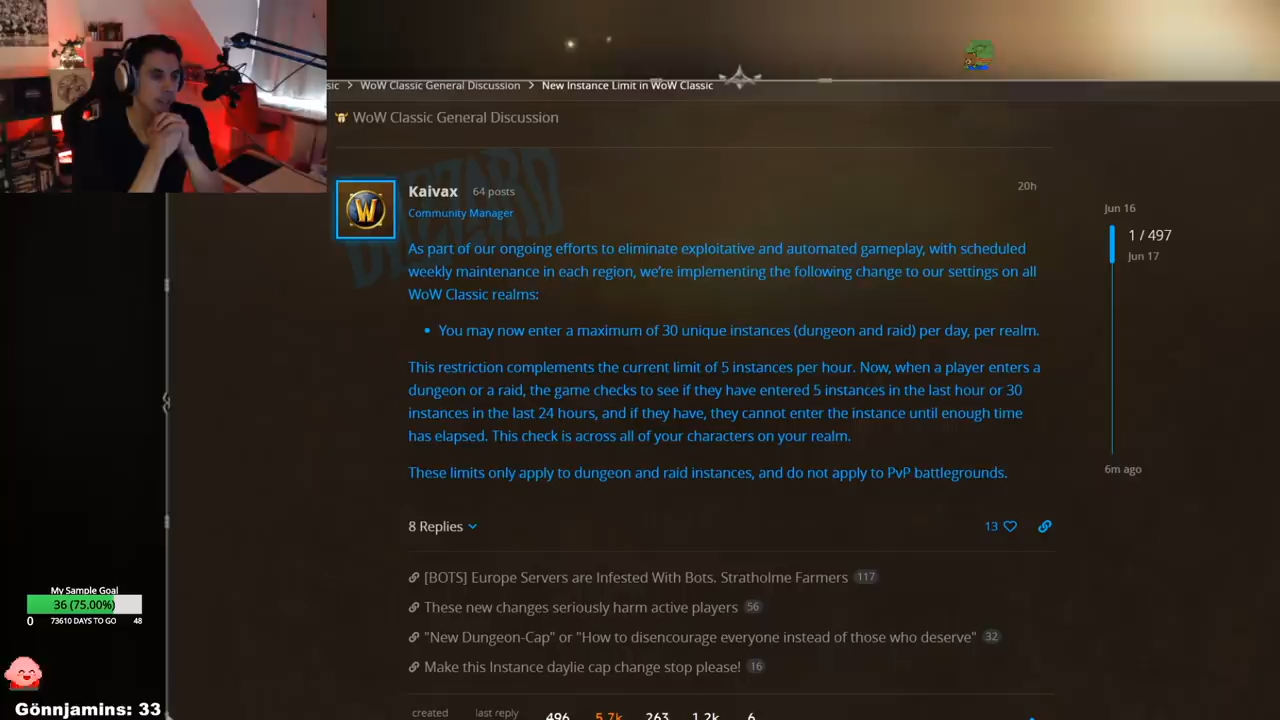 sic > WoW Classic General Discussion > New Instance Limit in WoW Classic
WoW Classic General Discussion
BLIZZARD
Kaivax 64 posts 20h
Community Manager
Jun 16
1 / 497
Jun 17
As part of our ongoing efforts to eliminate exploitative and automated gameplay, with scheduled
weekly maintenance in each region, we're implementing the following change to our settings on all
WoW Classic realms:
• You may now enter a maximum of 30 unique instances (dungeon and raid) per day, per realm.
This restriction complements the current limit of 5 instances per hour. Now, when a player enters a
dungeon or a raid, the game checks to see if they have entered 5 instances in the last hour or 30
instances in the last 24 hours, and if they have, they cannot enter the instance until enough time
has elapsed. This check is across all of your characters on your realm.
These limits only apply to dungeon and raid instances, and do not apply to PvP battlegrounds.
6m ago
8 Replies 13
[BOTS] Europe Servers are Infested With Bots. Stratholme Farmers 117
These new changes seriously harm active players 56
"New Dungeon-Cap" or "How to disencourage everyone instead of those who deserve" 32
Make this Instance daylie cap change stop please! 16
created last reply 496 5.7k 263 1.2k 6
My Sample Goal
36 (75.00%)
0 73610 DAYS TO GO 48
Gönnjamins: 33